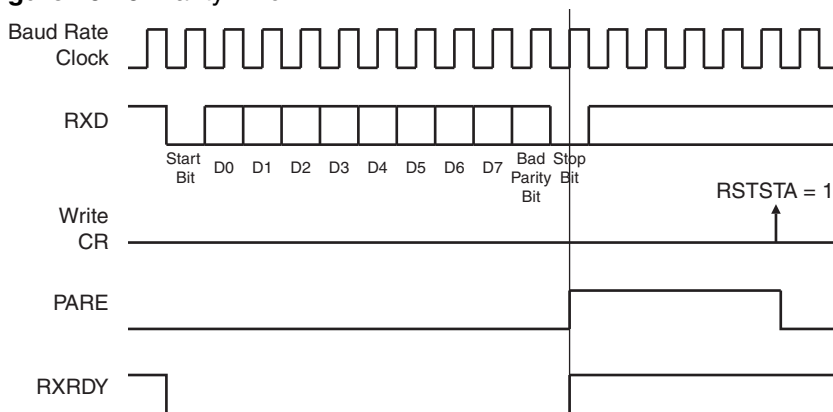 Baud Rate
Clock
RXD
Start
Bit
D0 D1 D2 D3 D4 D5 D6 D7
Bad
Parity
Bit
Stop
Bit
RSTSTA = 1
Write
CR
PARE
RXRDY